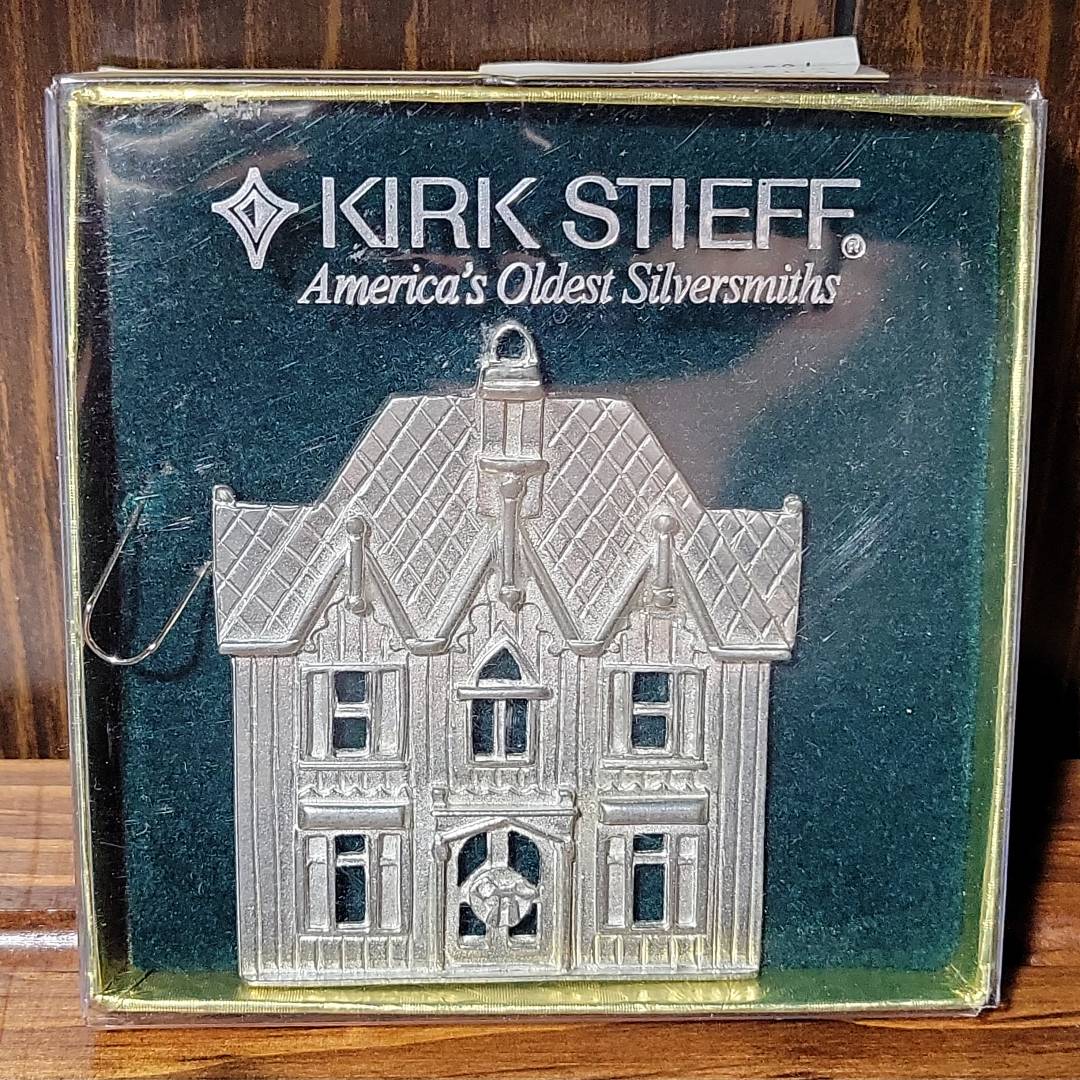 KIRK STIEFF®
America's Oldest Silversmiths